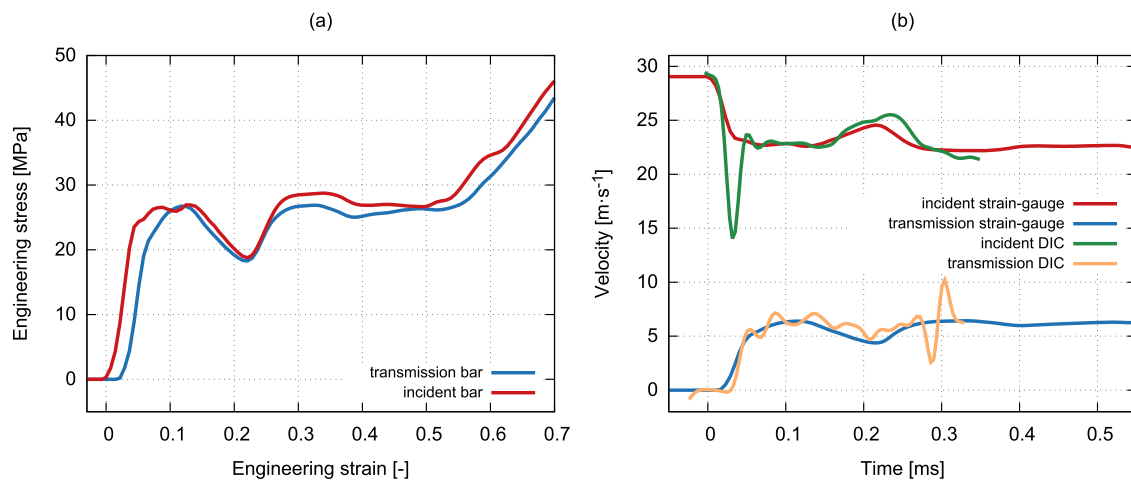 (a)
50
40
30
20
10
0
Engineering stress [MPa]
transmission bar
incident bar
0 0.1 0.2 0.3 0.4 0.5 0.6 0.7
Engineering strain [-]
(b)
30
25
20
15
10
5
0
Velocity [m·s⁻¹]
incident strain-gauge
transmission strain-gauge
incident DIC
transmission DIC
0 0.1 0.2 0.3 0.4 0.5
Time [ms]